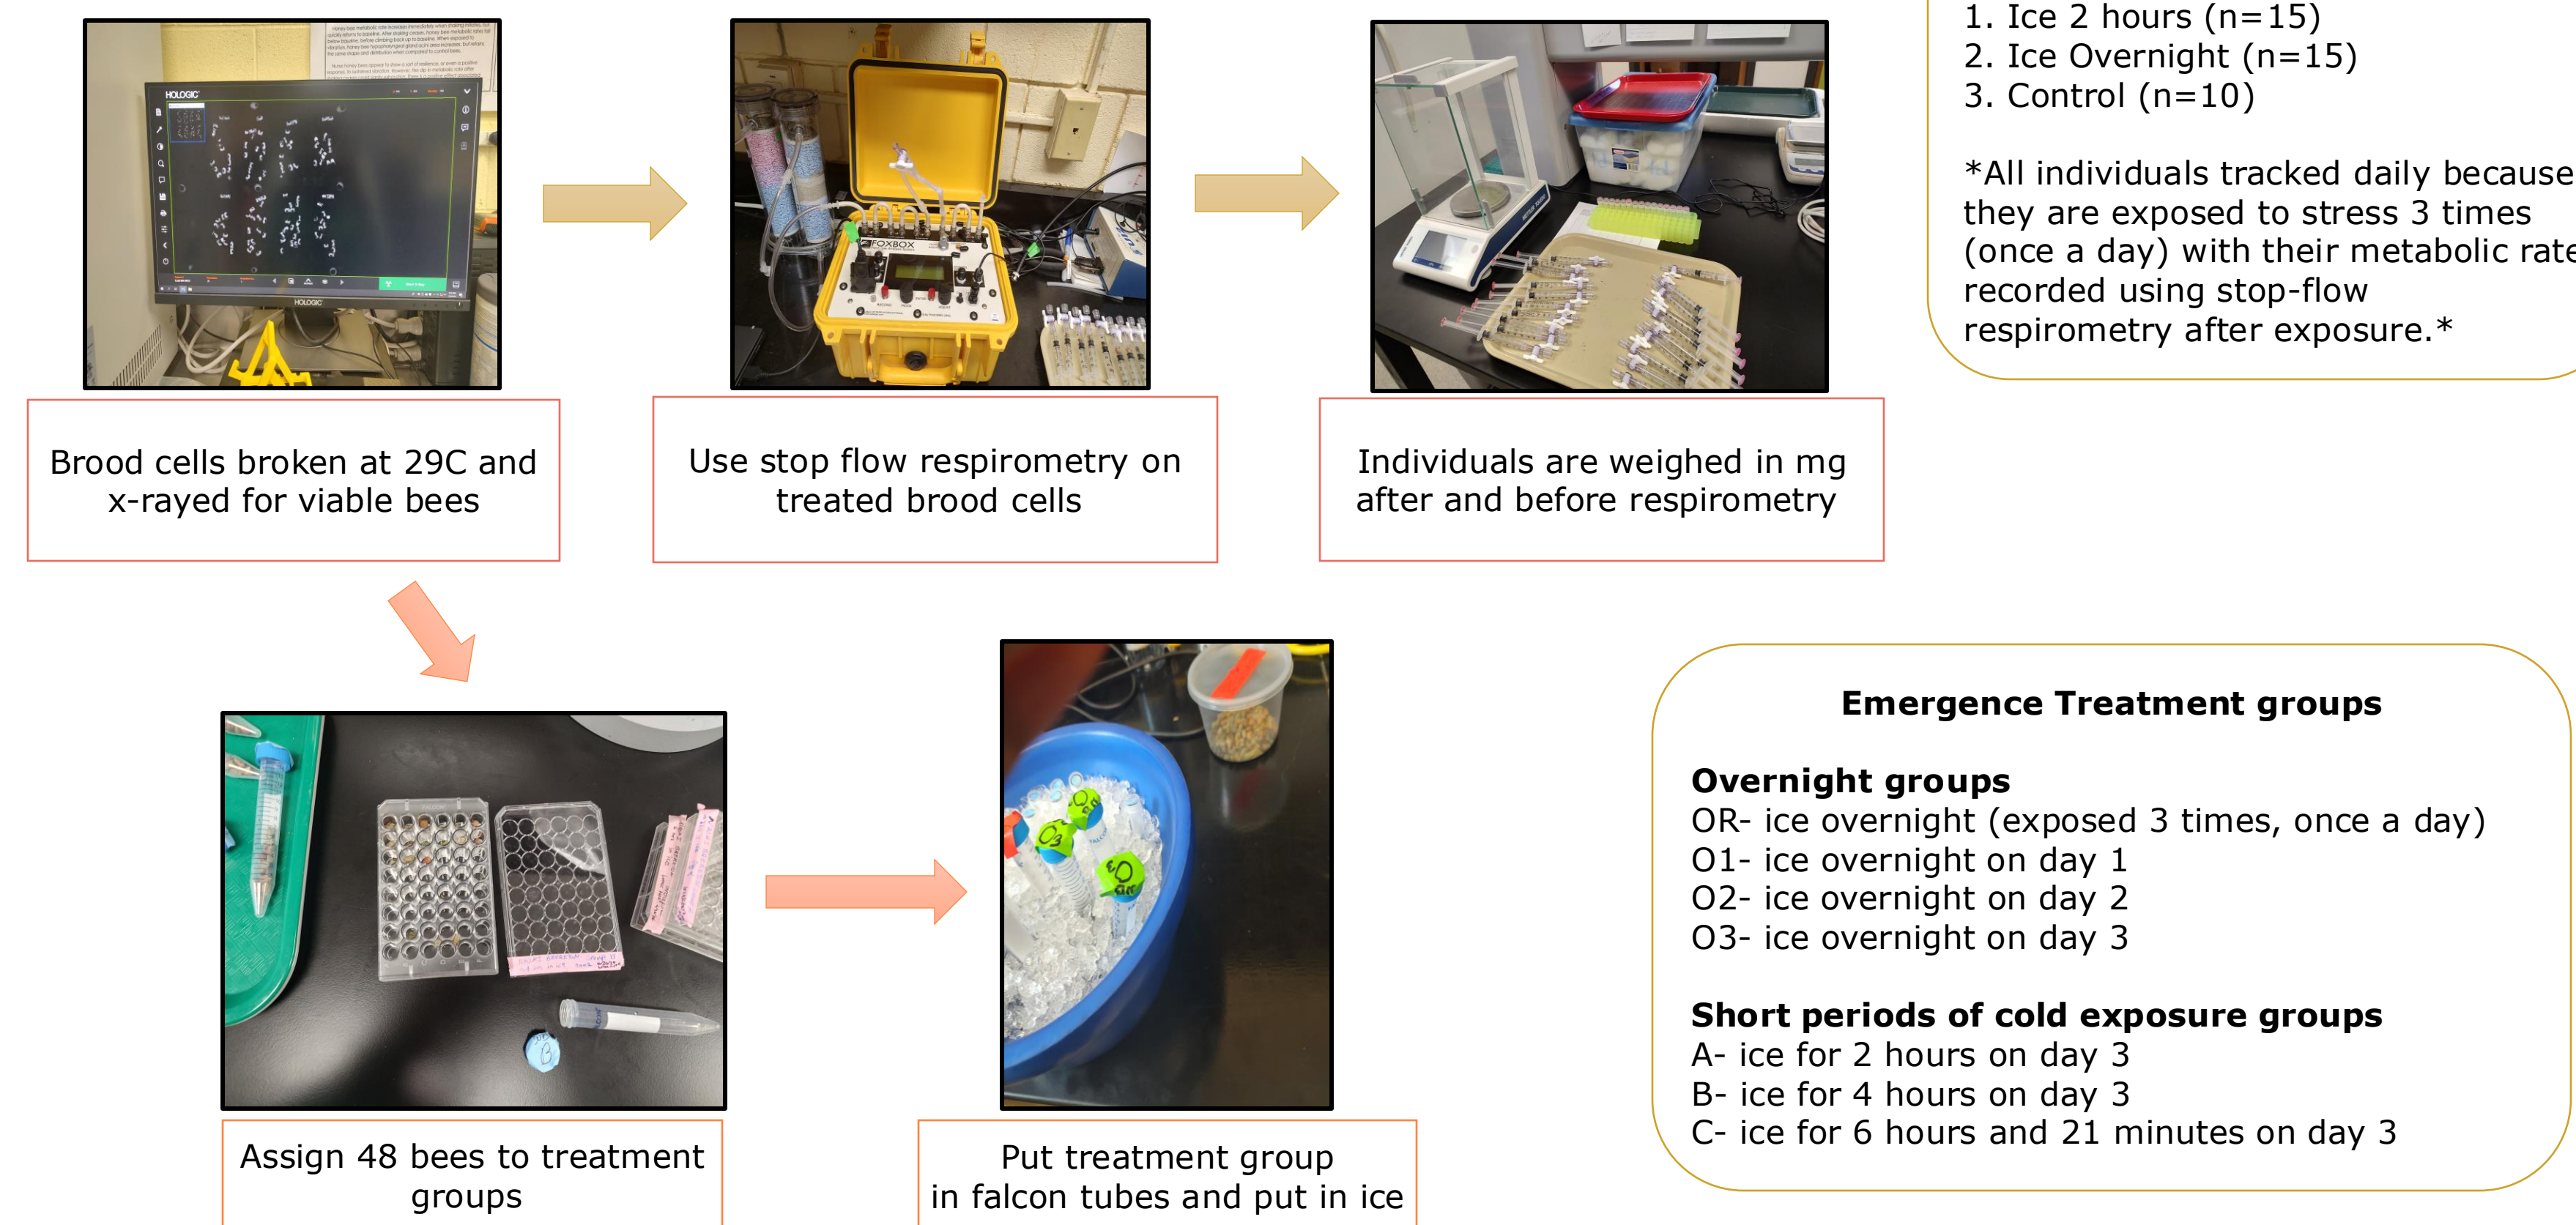 HOLOGIC
HOLOGIC
FOXBOX
1. Ice 2 hours (n=15)
2. Ice Overnight (n=15)
3. Control (n=10)
*All individuals tracked daily because
they are exposed to stress 3 times
(once a day) with their metabolic rate
recorded using stop-flow
respirometry after exposure.*
Brood cells broken at 29C and
x-rayed for viable bees
Use stop flow respirometry on
treated brood cells
Individuals are weighed in mg
after and before respirometry
O3
B
Assign 48 bees to treatment
groups
Put treatment group
in falcon tubes and put in ice
Emergence Treatment groups
Overnight groups
OR- ice overnight (exposed 3 times, once a day)
O1- ice overnight on day 1
O2- ice overnight on day 2
O3- ice overnight on day 3
Short periods of cold exposure groups
A- ice for 2 hours on day 3
B- ice for 4 hours on day 3
C- ice for 6 hours and 21 minutes on day 3